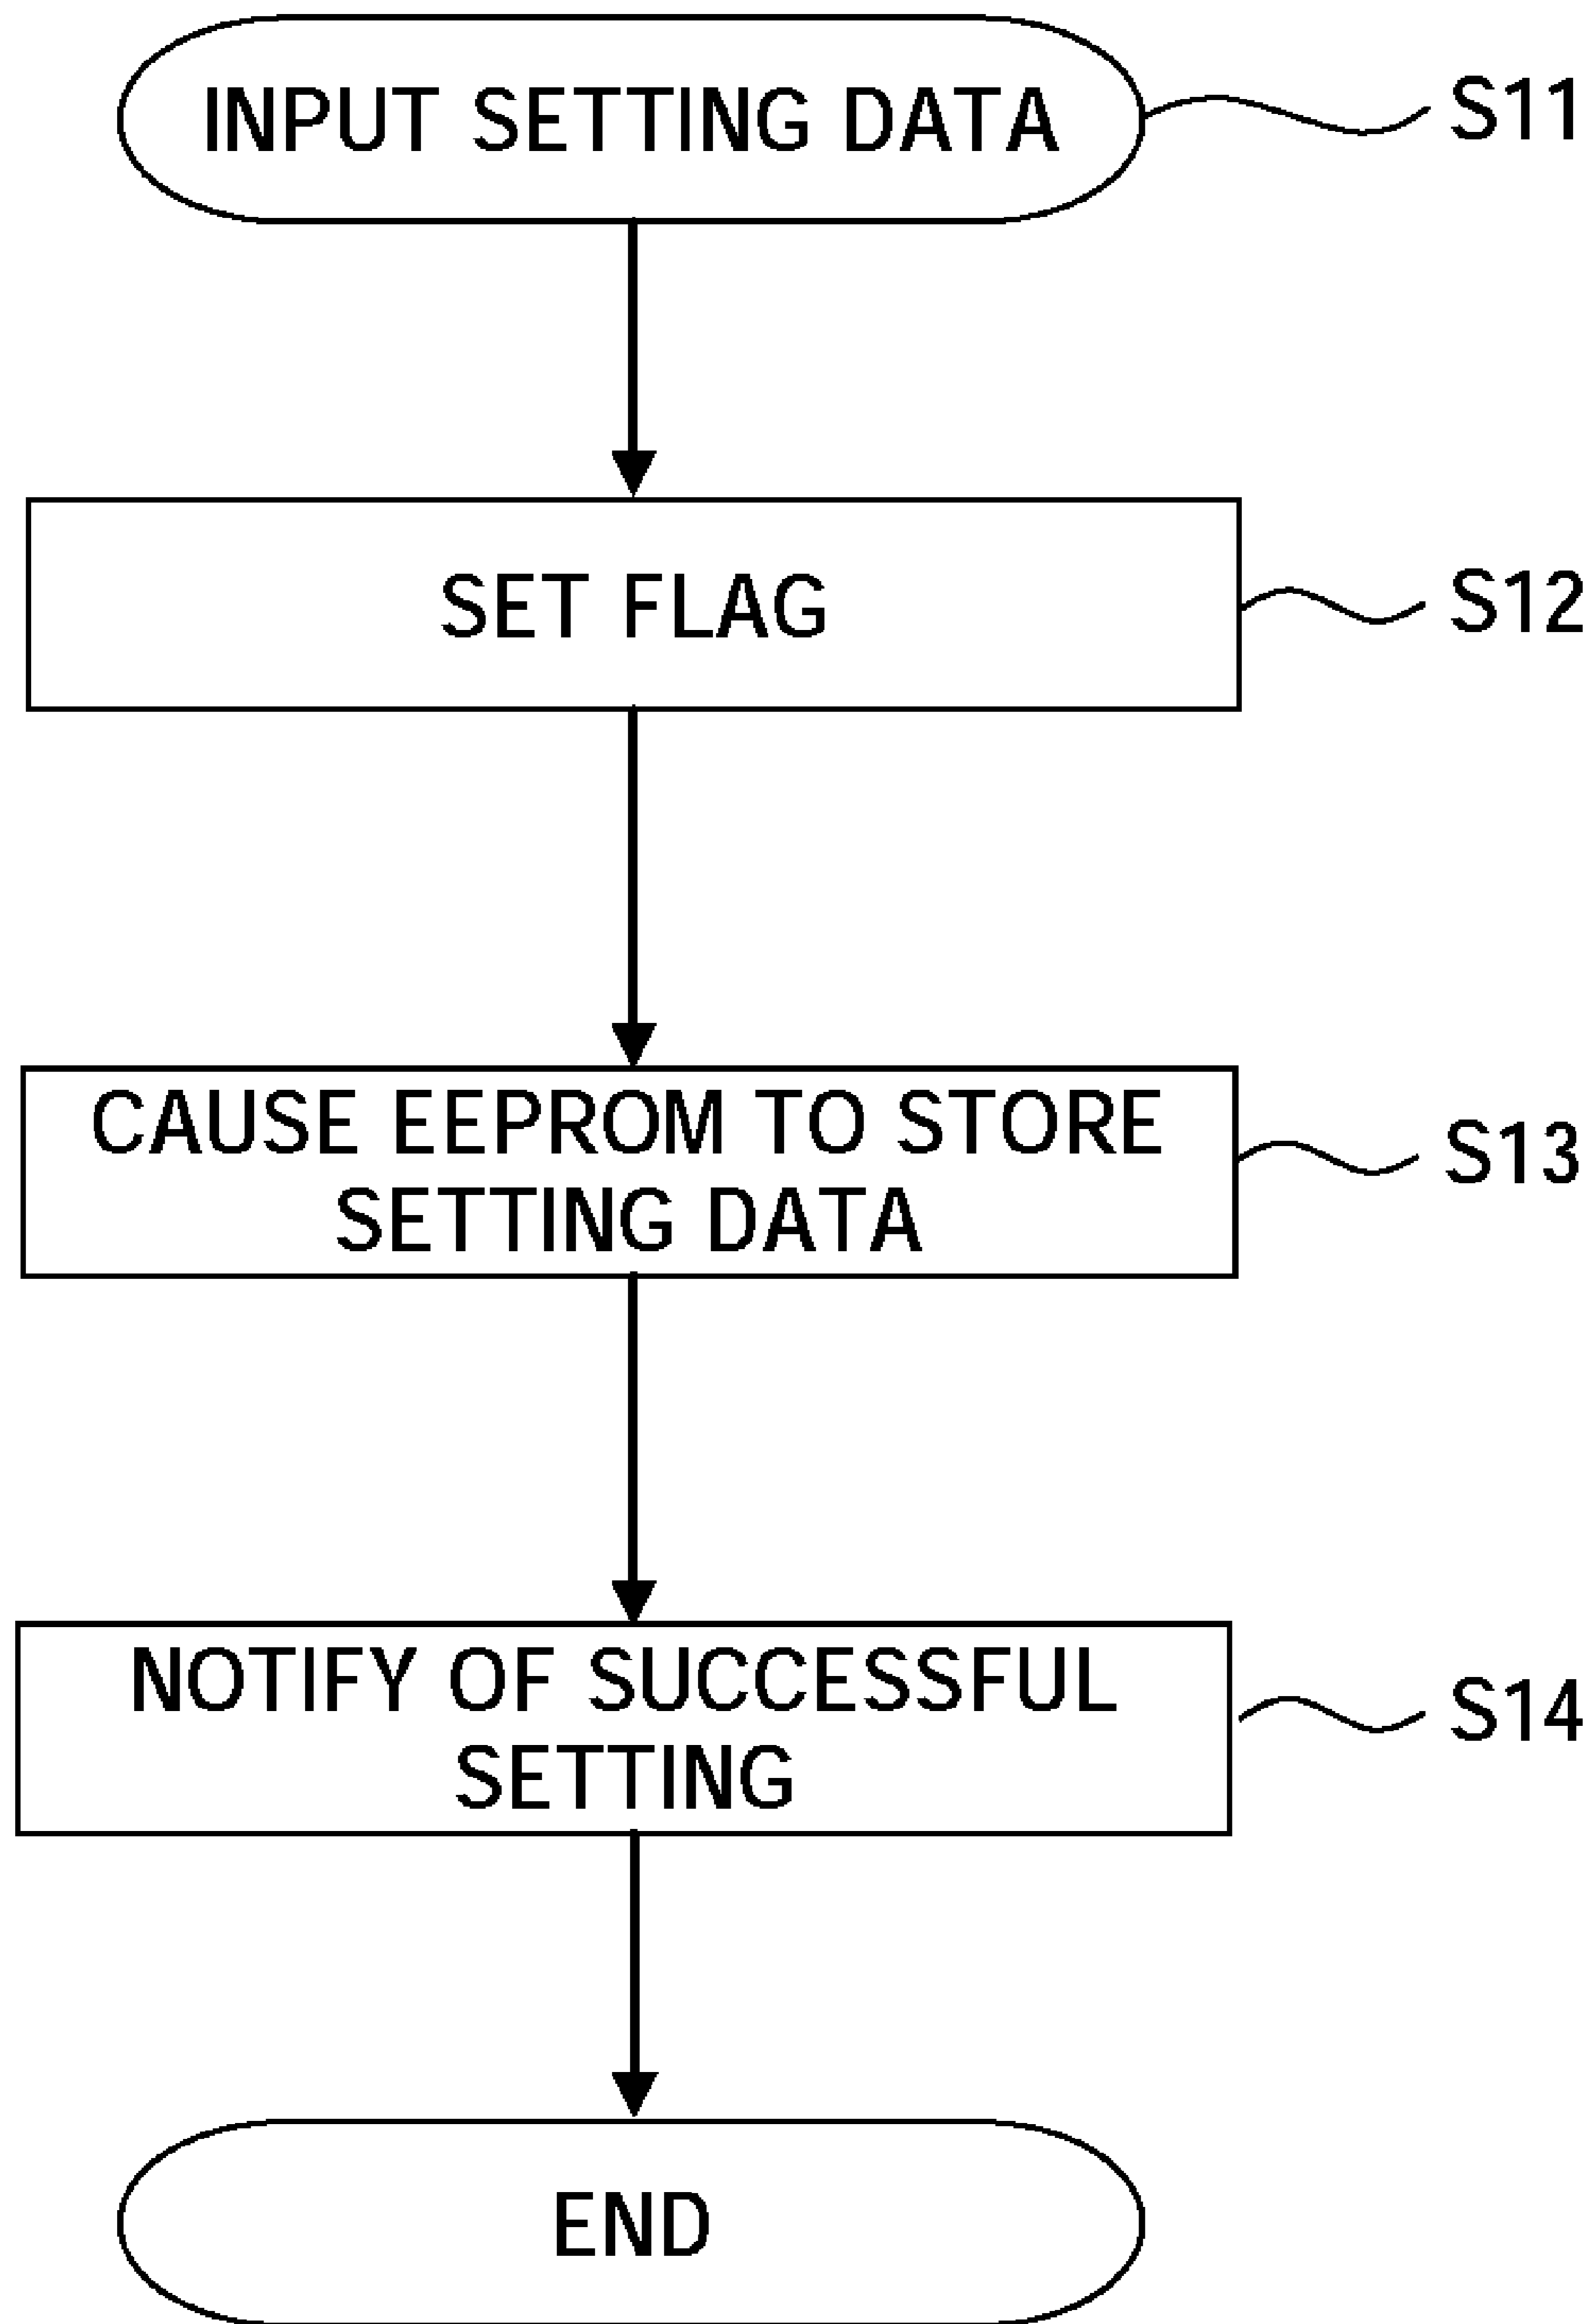 INPUT SETTING DATA
S11
SET FLAG
S12
CAUSE EEPROM TO STORE
SETTING DATA
S13
NOTIFY OF SUCCESSFUL
SETTING
S14
END